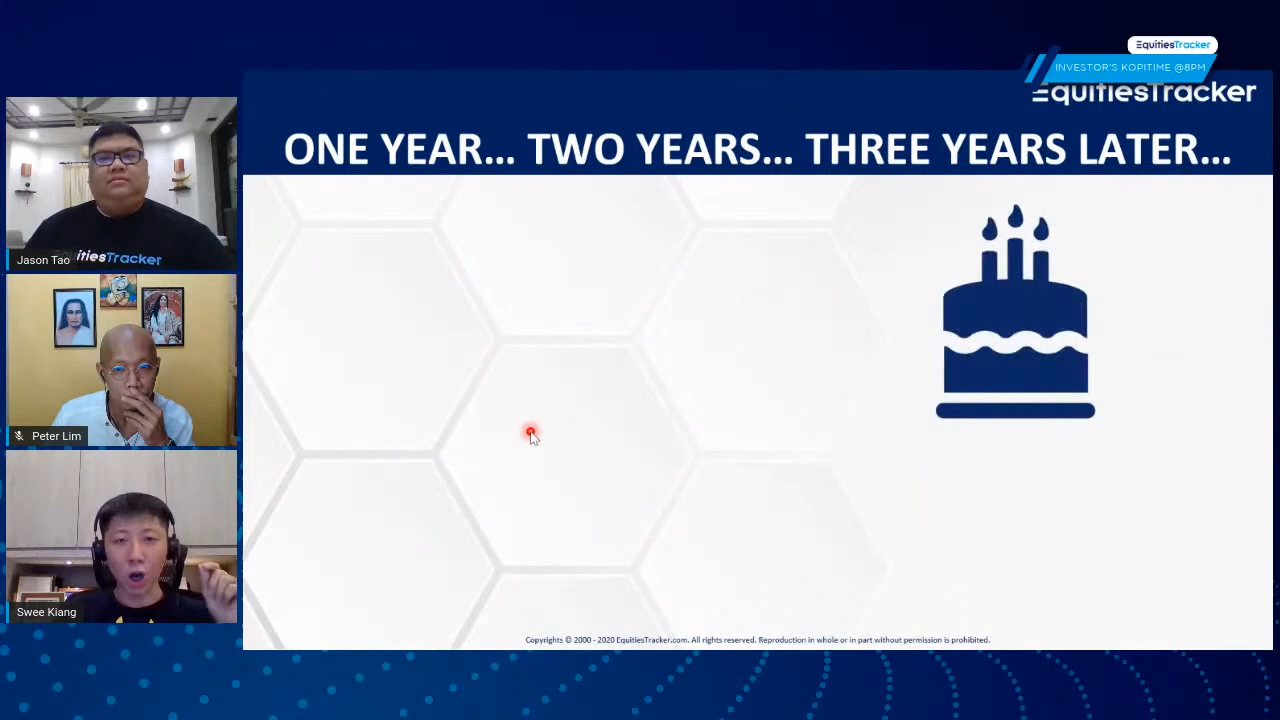 EquitiesTracker
INVESTOR'S KOPITIME @8PM
EquitiesTracker
ONE YEAR... TWO YEARS... THREE YEARS LATER...
itiesTracker
Jason Tao
Peter Lim
Swee Kiang
Copyrights © 2000 - 2020 EquitiesTracker.com. All rights reserved. Reproduction in whole or in part without permission is prohibited.